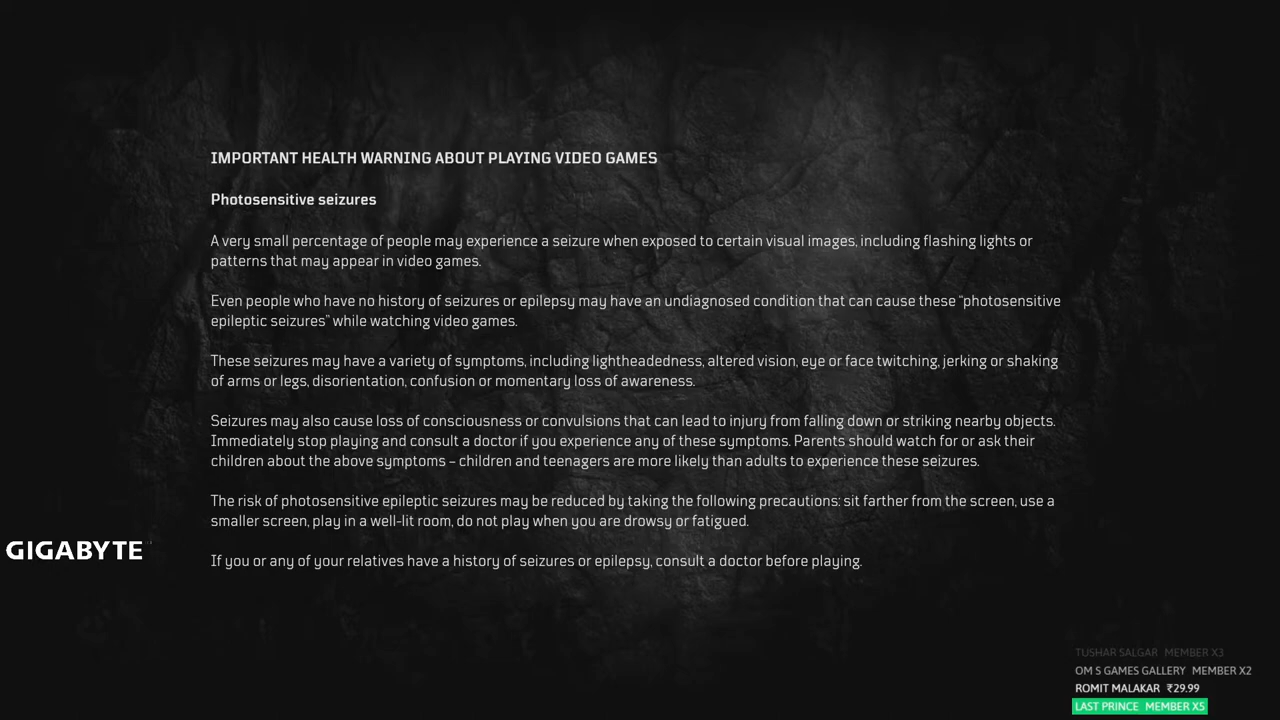 IMPORTANT HEALTH WARNING ABOUT PLAYING VIDEO GAMES
Photosensitive seizures
A very small percentage of people may experience a seizure when exposed to certain visual images, including flashing lights or
patterns that may appear in video games.
Even people who have no history of seizures or epilepsy may have an undiagnosed condition that can cause these “photosensitive
epileptic seizures” while watching video games.
These seizures may have a variety of symptoms, including lightheadedness, altered vision, eye or face twitching, jerking or shaking
of arms or legs, disorientation, confusion or momentary loss of awareness.
Seizures may also cause loss of consciousness or convulsions that can lead to injury from falling down or striking nearby objects.
Immediately stop playing and consult a doctor if you experience any of these symptoms. Parents should watch for or ask their
children about the above symptoms – children and teenagers are more likely than adults to experience these seizures.
The risk of photosensitive epileptic seizures may be reduced by taking the following precautions: sit farther from the screen, use a
smaller screen, play in a well-lit room, do not play when you are drowsy or fatigued.
If you or any of your relatives have a history of seizures or epilepsy, consult a doctor before playing.
GIGABYTE
TUSHAR SALGAR MEMBER X3
OM S GAMES GALLERY MEMBER X2
ROMIT MALAKAR ₹29.99
LAST PRINCE MEMBER X5